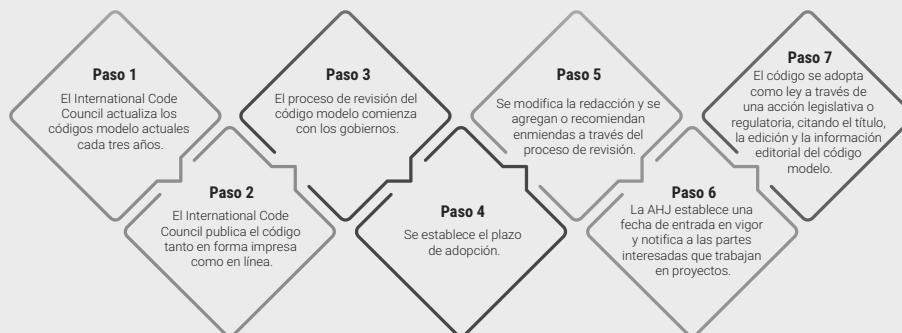 Paso 1
El International Code
Council actualiza los
códigos modelo actuales
cada tres años.
Paso 2
El International Code
Council publica el código
tanto en forma impresa
como en línea.
Paso 3
El proceso de revisión del
código modelo comienza
con los gobiernos.
Paso 4
Se establece el plazo
de adopción.
Paso 5
Se modifica la redacción y se
agregan o recomiendan
enmiendas a través del
proceso de revisión.
Paso 6
La AHJ establece una
fecha de entrada en vigor
y notifica a las partes
interesadas que trabajan
en proyectos.
Paso 7
El código se adopta
como ley a través de
una acción legislativa o
regulatoria, citando el título,
la edición y la información
editorial del código
modelo.